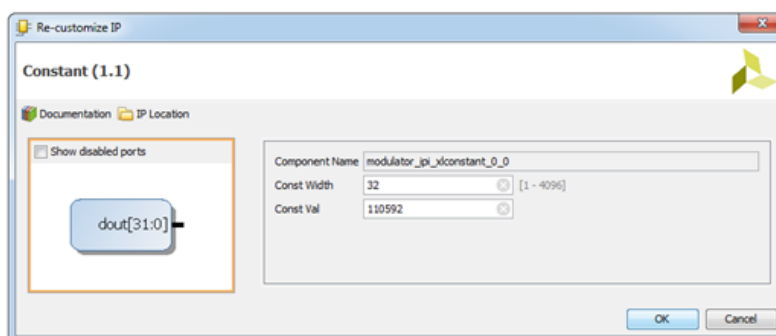 Re-customize IP
Constant (1.1)
Documentation IP Location
Show disabled ports
dout[31:0]
Component Name modulator_ipi_xlconstant_0_0
Const Width 32 [1 - 4096]
Const Val 110592
OK Cancel